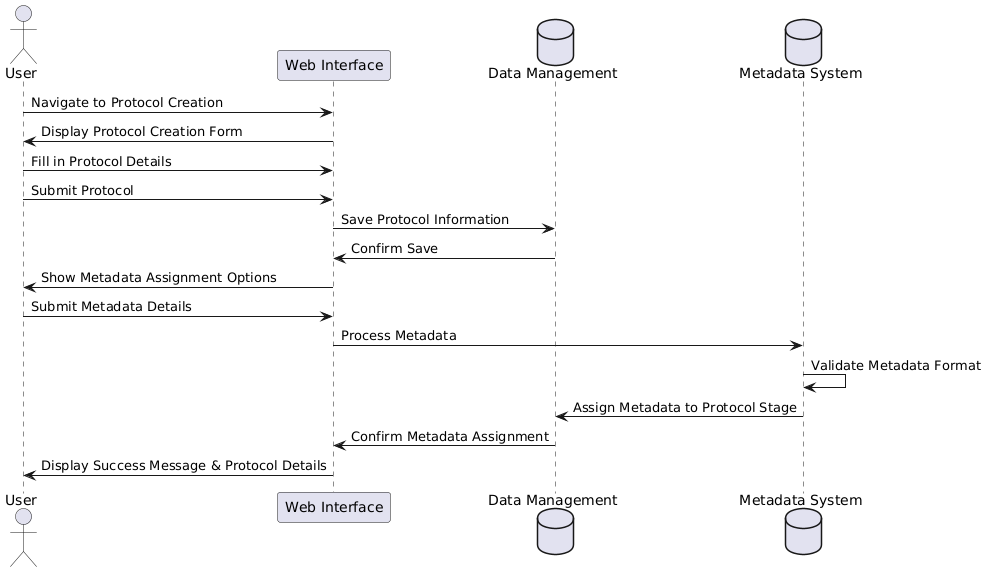 User
Web Interface
Data Management
Metadata System
Navigate to Protocol Creation
Display Protocol Creation Form
Fill in Protocol Details
Submit Protocol
Save Protocol Information
Confirm Save
Show Metadata Assignment Options
Submit Metadata Details
Process Metadata
Validate Metadata Format
Assign Metadata to Protocol Stage
Confirm Metadata Assignment
Display Success Message & Protocol Details
User
Web Interface
Data Management
Metadata System